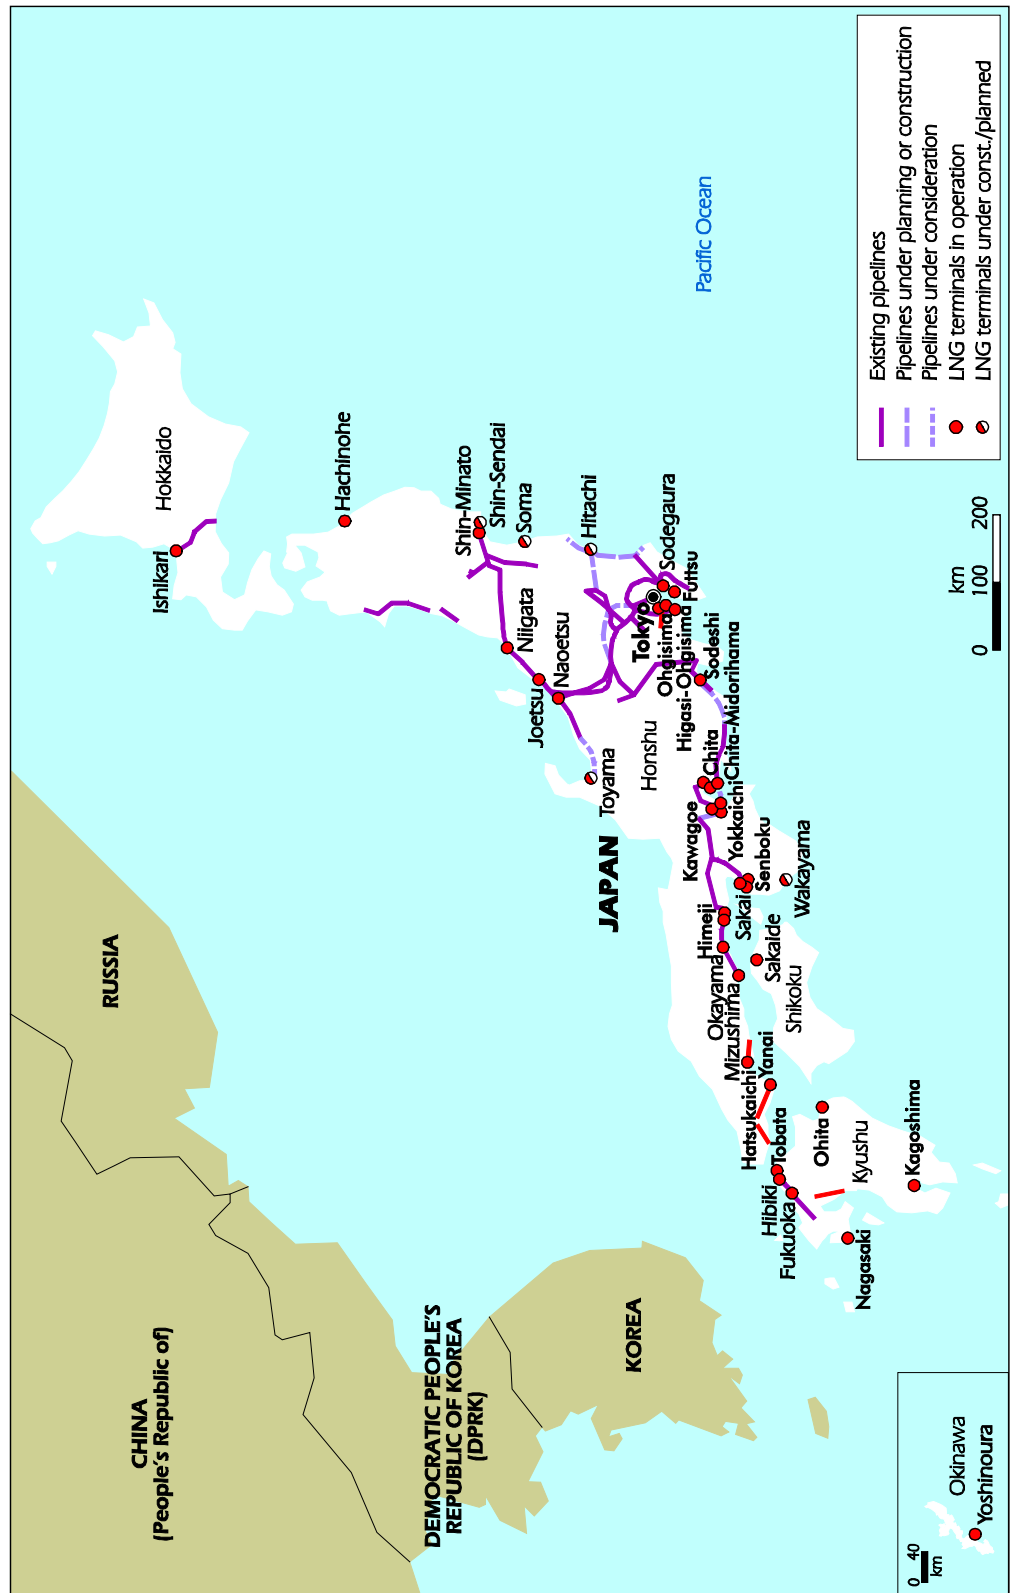 RUSSIA
CHINA
(People's Republic of)
DEMOCRATIC PEOPLE'S
REPUBLIC OF KOREA
(DPRK)
KOREA
JAPAN
Hokkaido
Ishikari
Hachinohe
Shin-Minato
Shin-Sendai
Soma
Hitachi
Niigata
Joetsu
Naoetsu
Toyama
Honshu
Tokyo
Sodegaura
Futtsu
Ohgisima
Higasi-Ohgisima
Sodeshi
Chita-Midorihama
Chita
Kawagoe
Yokkaichi
Senboku
Sakai
Wakayama
Himeji
Okayama
Mizushima
Sakaide
Shikoku
Hatsukaichi
Yanai
Tobata
Hibiki
Fukuoka
Ohita
Kyushu
Kagoshima
Nagasaki
Pacific Ocean
Existing pipelines
Pipelines under planning or construction
Pipelines under consideration
LNG terminals in operation
LNG terminals under const./planned
km
0 100 200
Okinawa
Yoshinoura
0 40
km